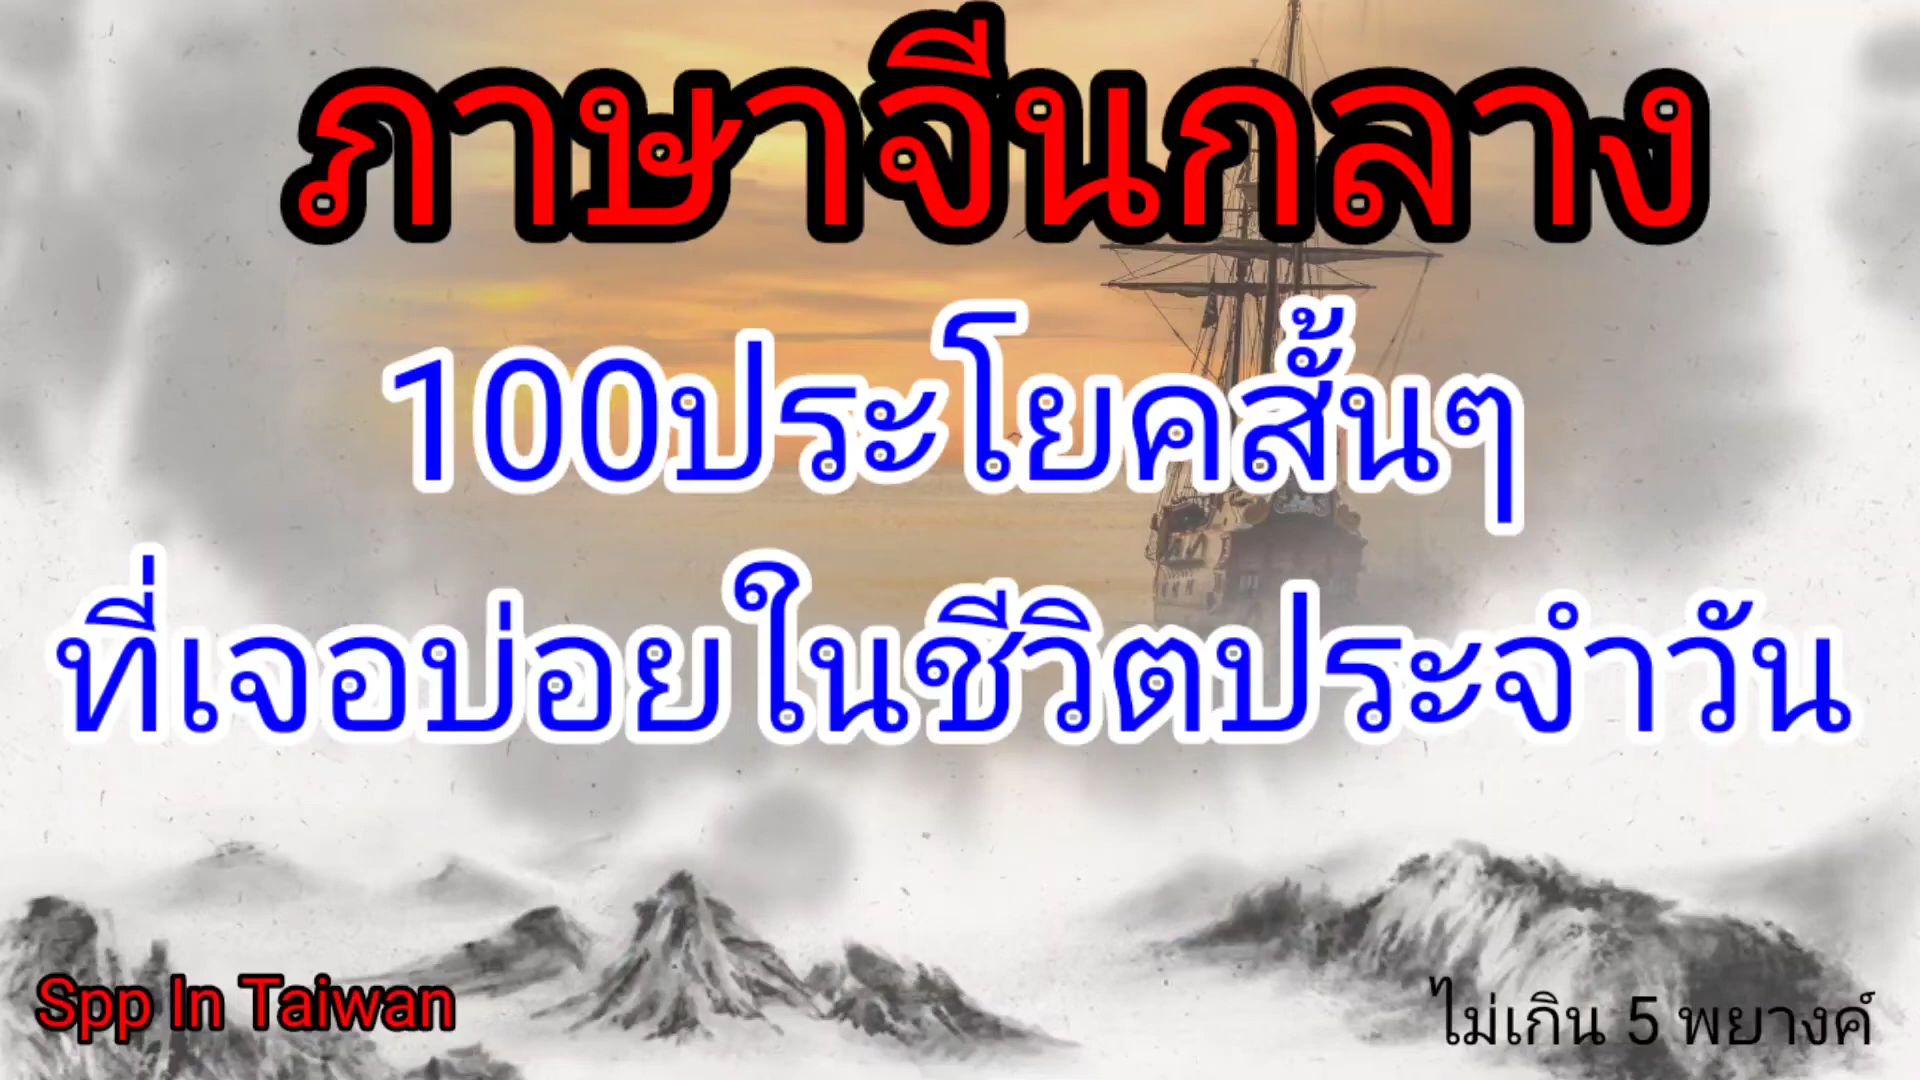 ภาษาจีนกลาง
100ประโยคสั้นๆ
ที่เจอบ่อยในชีวิตประจำวัน
Spp In Taiwan
ไม่เกิน 5 พยางค์